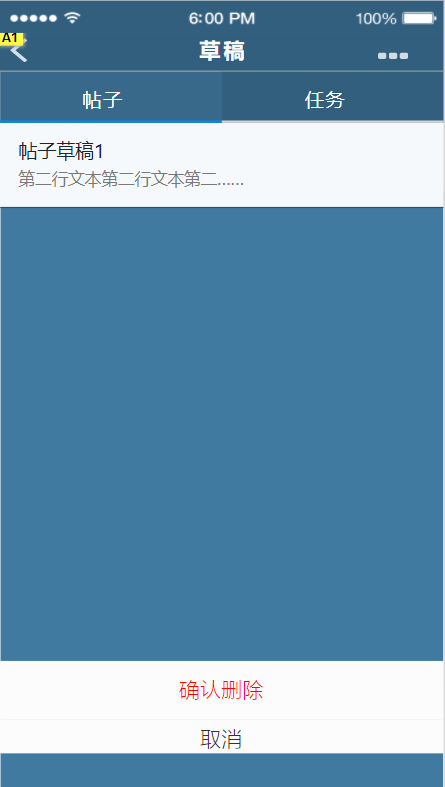 6:00 PM 100%
A1
草稿
帖子 任务
帖子草稿1
第二行文本第二行文本第二......
确认删除
取消